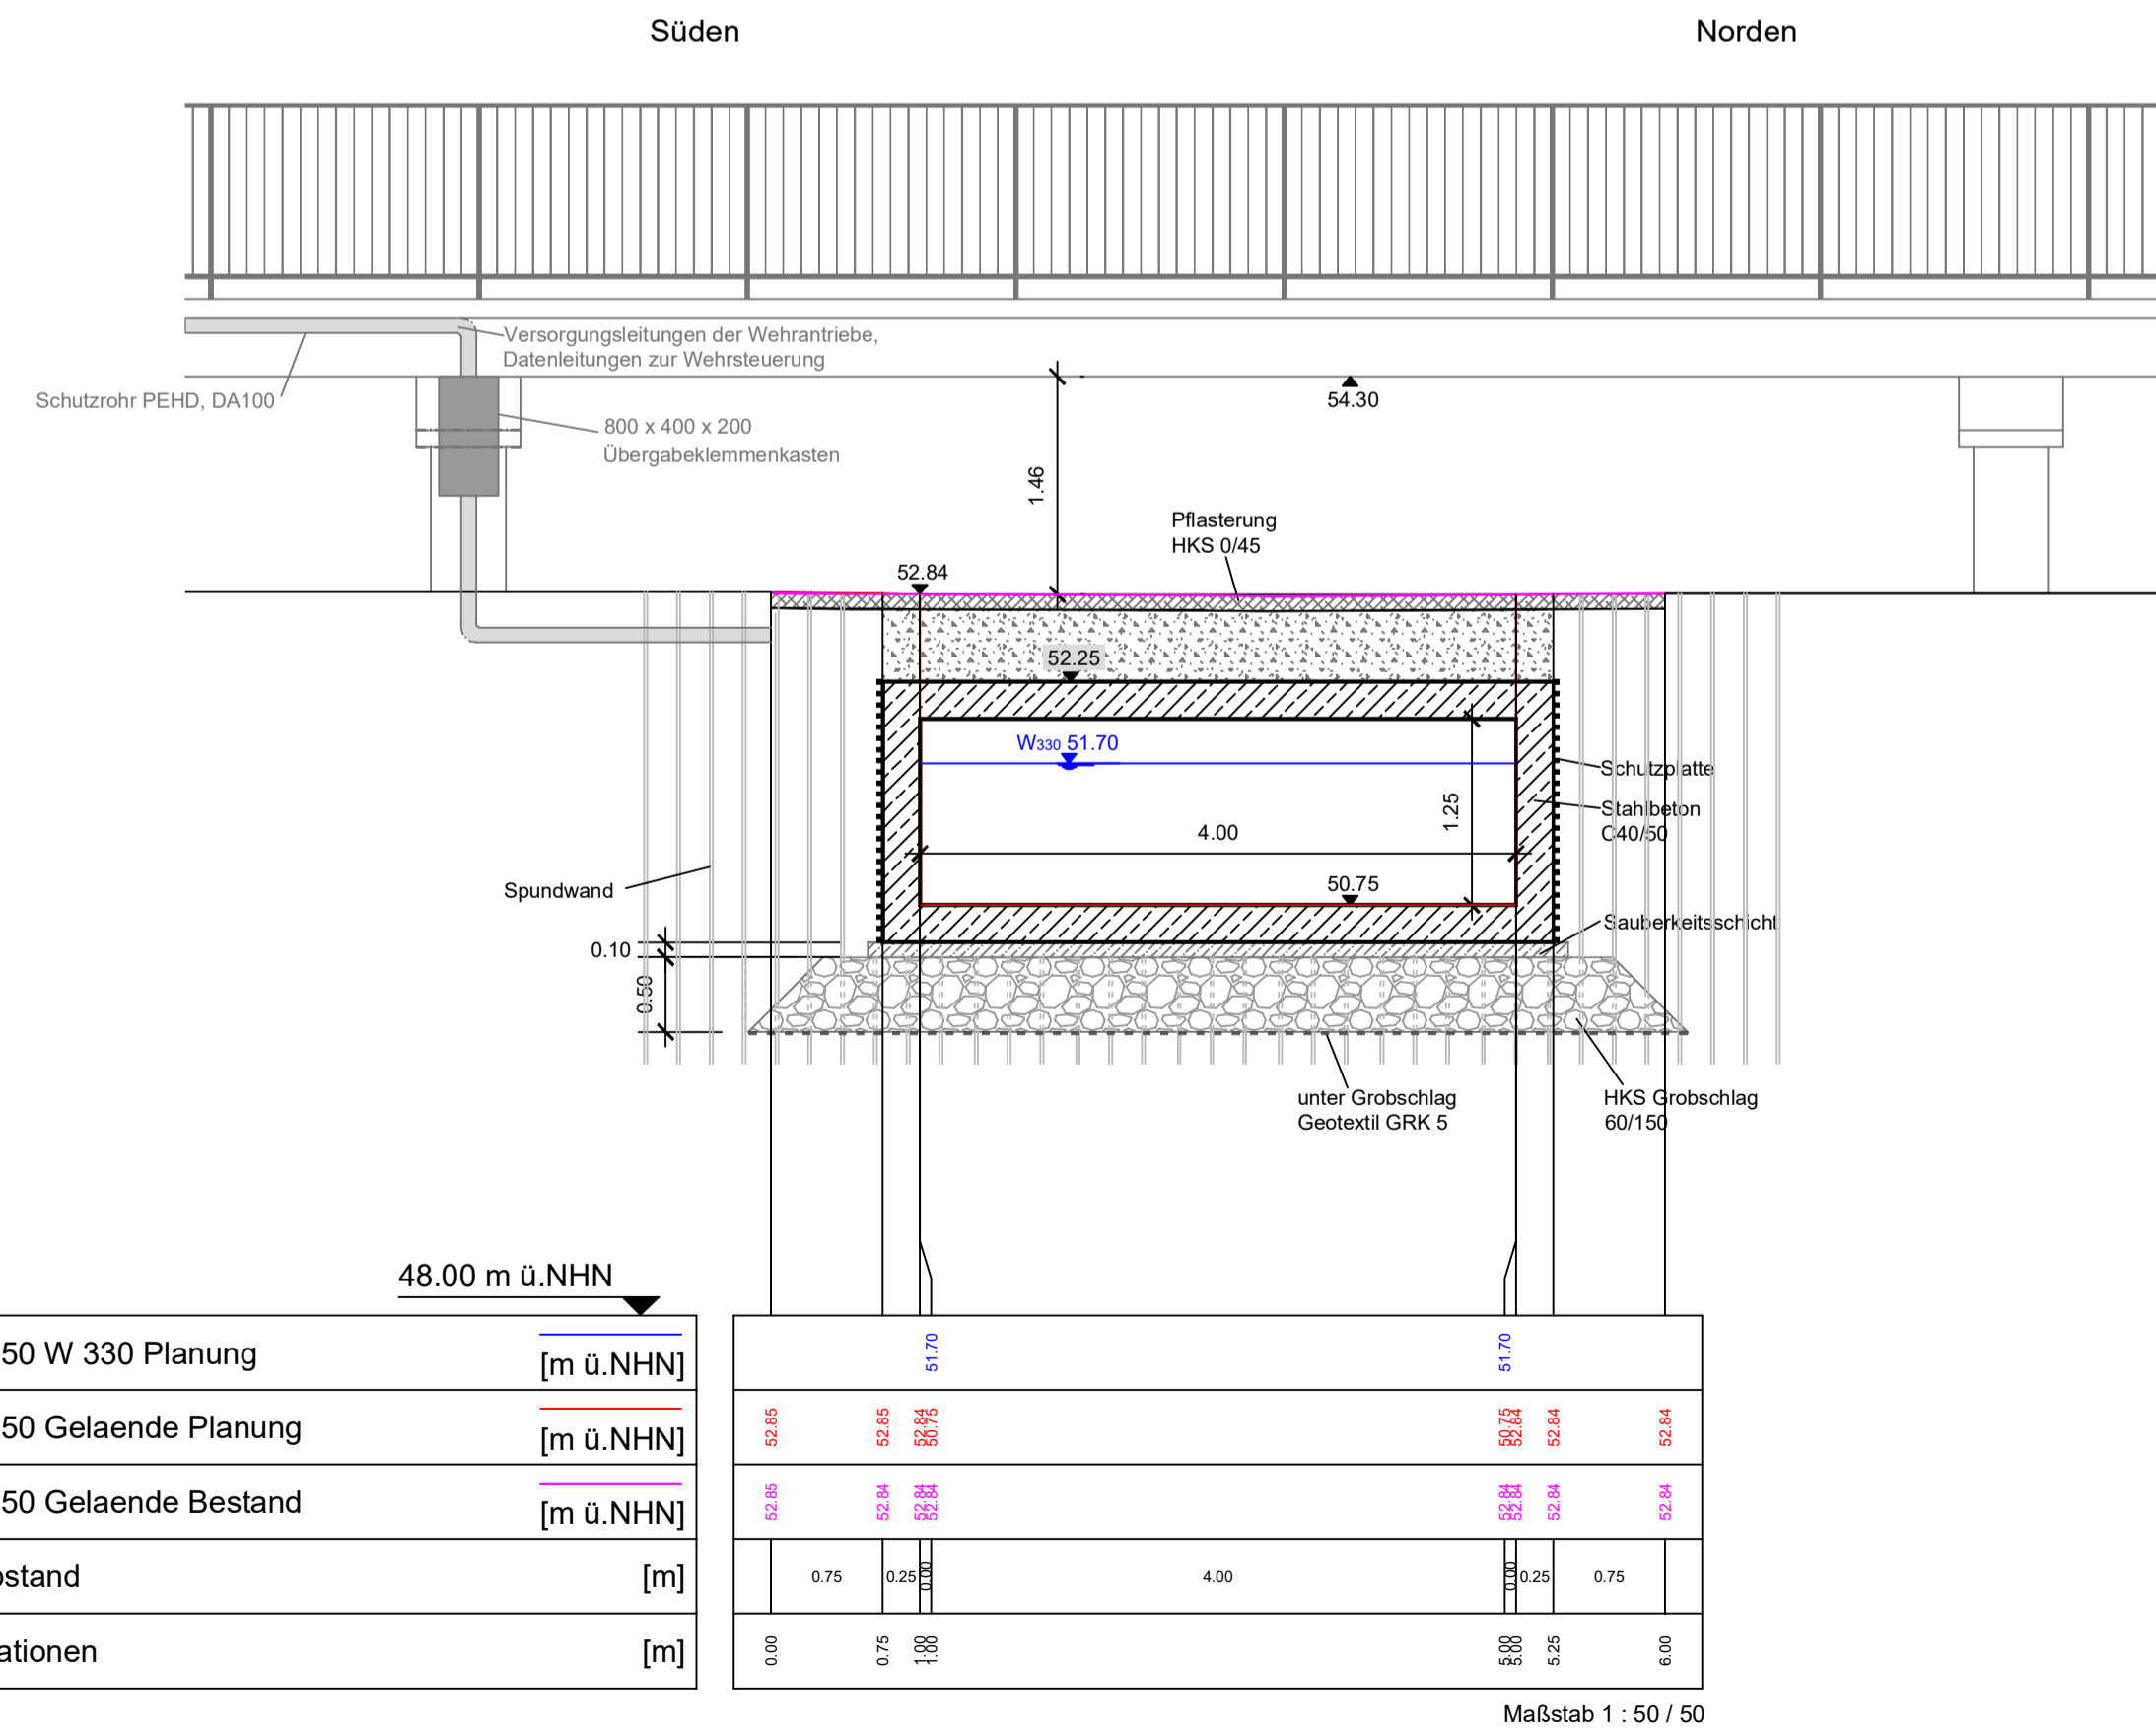 Süden
Norden
Versorgungsleitungen der Wehrantriebe,
Datenleitungen zur Wehrsteuerung
Schutzrohr PEHD, DA100
800 x 400 x 200
Übergabeklemmenkasten
54.30
1.46
Pflasterung
HKS 0/45
52.84
52.25
W330 51.70
Schutzplatte
Stahlbeton
C40/50
1.25
4.00
50.75
Spundwand
Sauberkeitsschicht
0.10
0.50
unter Grobschlag
Geotextil GRK 5
HKS Grobschlag
60/150
48.00 m ü.NHN
50 W 330 Planung [m ü.NHN] 51.70 51.70
50 Gelaende Planung [m ü.NHN] 52.85 52.85 52.84 50.75 50.75 52.84 52.84 52.84
50 Gelaende Bestand [m ü.NHN] 52.85 52.84 52.84 52.84 52.84 52.84 52.84 52.84
bstand [m] 0.75 0.25 0.00 4.00 0.00 0.25 0.75
ationen [m] 0.00 0.75 1.00 1.00 5.00 5.00 5.25 6.00
Maßstab 1 : 50 / 50